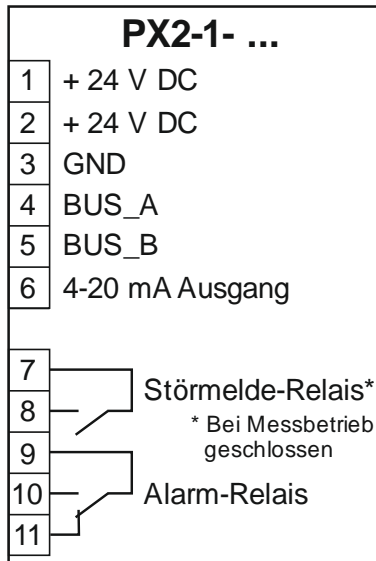 PX2-1- ...
1 + 24 V DC
2 + 24 V DC
3 GND
4 BUS_A
5 BUS_B
6 4-20 mA Ausgang
7
Störmelde-Relais*
8
* Bei Messbetrieb
geschlossen
9
10 Alarm-Relais
11